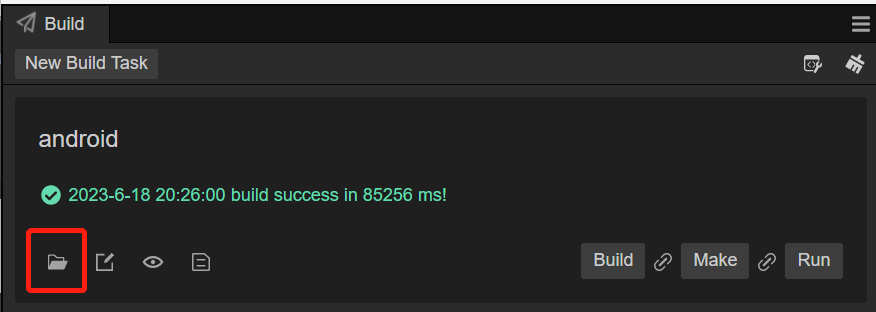 Build
New Build Task
android
2023-6-18 20:26:00 build success in 85256 ms!
Build Make Run